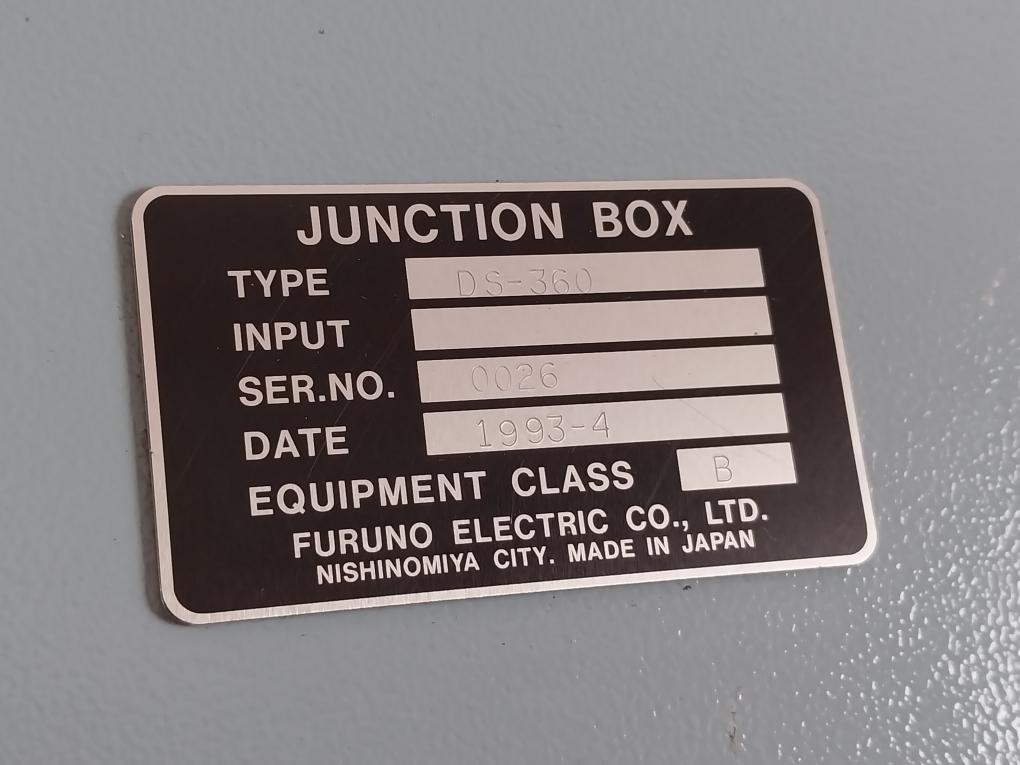 JUNCTION BOX
TYPE DS-360
INPUT
SER.NO. 0026
DATE 1993-4
EQUIPMENT CLASS B
FURUNO ELECTRIC CO., LTD.
NISHINOMIYA CITY. MADE IN JAPAN